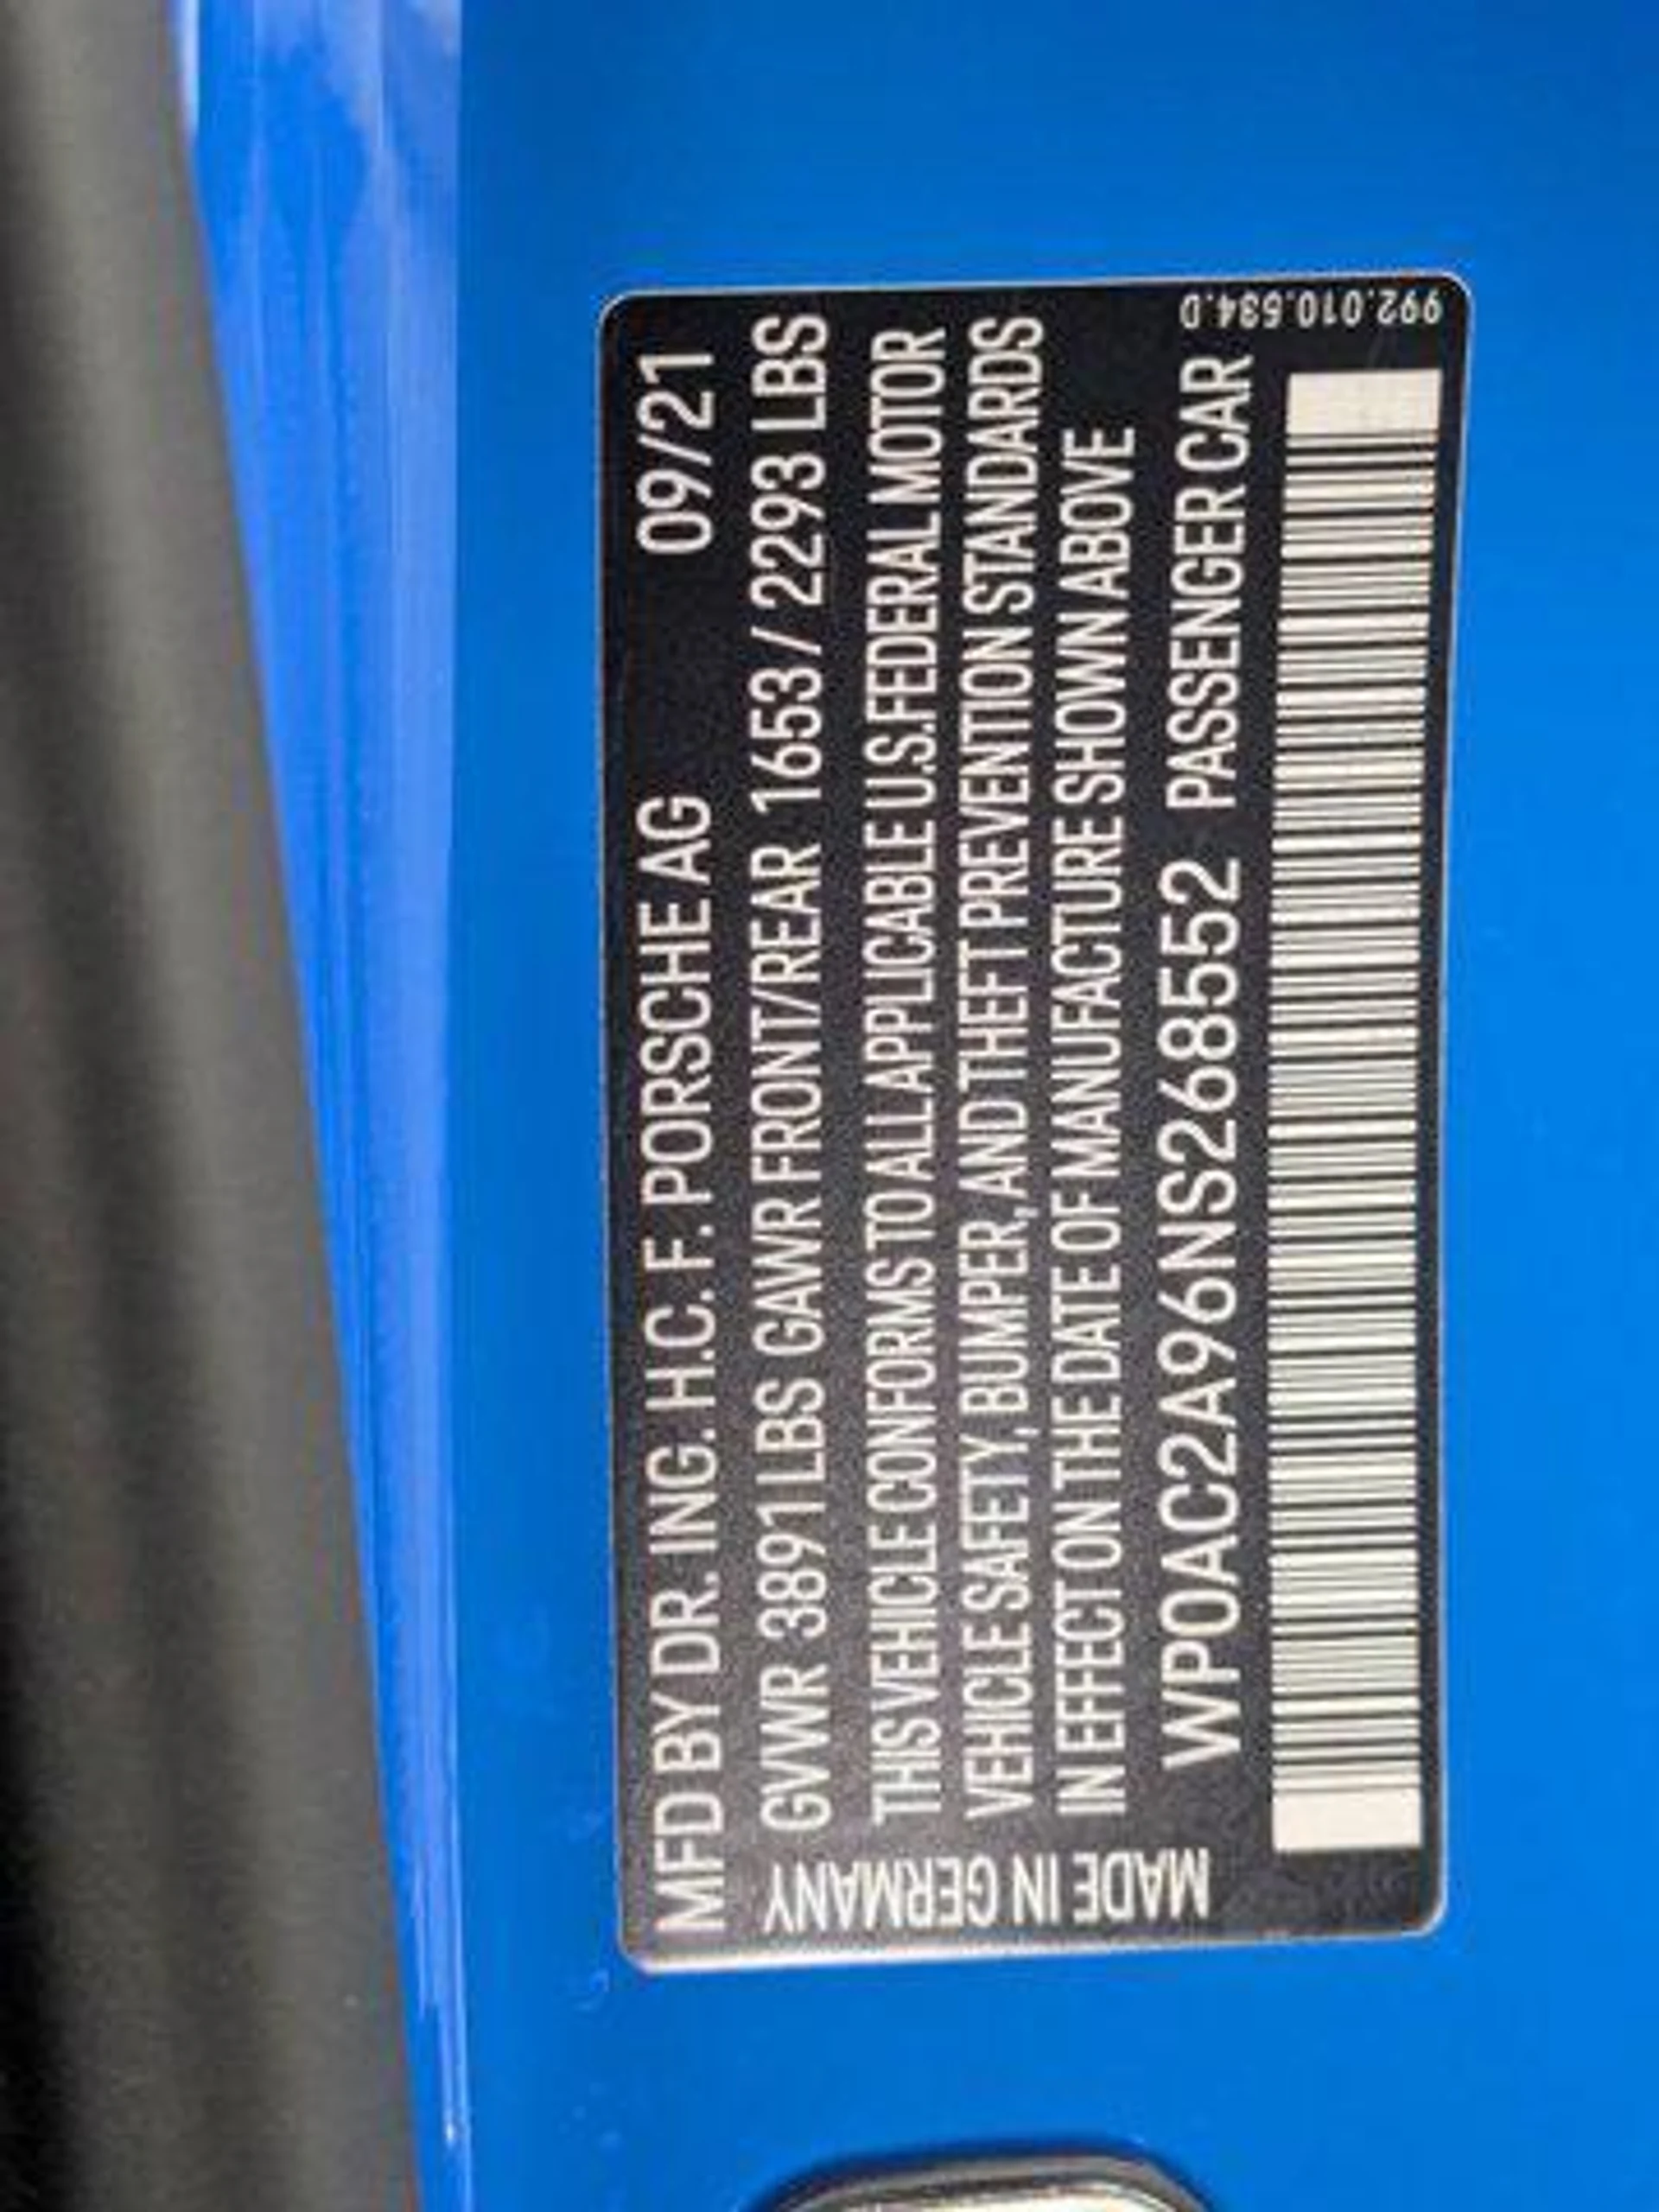 MFD BY DR. ING. H.C. F. PORSCHE AG 09/21
GVWR 3891 LBS GAWR FRONT/REAR 1653 / 2293 LBS
THIS VEHICLE CONFORMS TO ALL APPLICABLE U.S. FEDERAL MOTOR
VEHICLE SAFETY, BUMPER, AND THEFT PREVENTION STANDARDS
IN EFFECT ON THE DATE OF MANUFACTURE SHOWN ABOVE
WP0AC2A96NS268552 PASSENGER CAR
MADE IN GERMANY
992.010.634.D